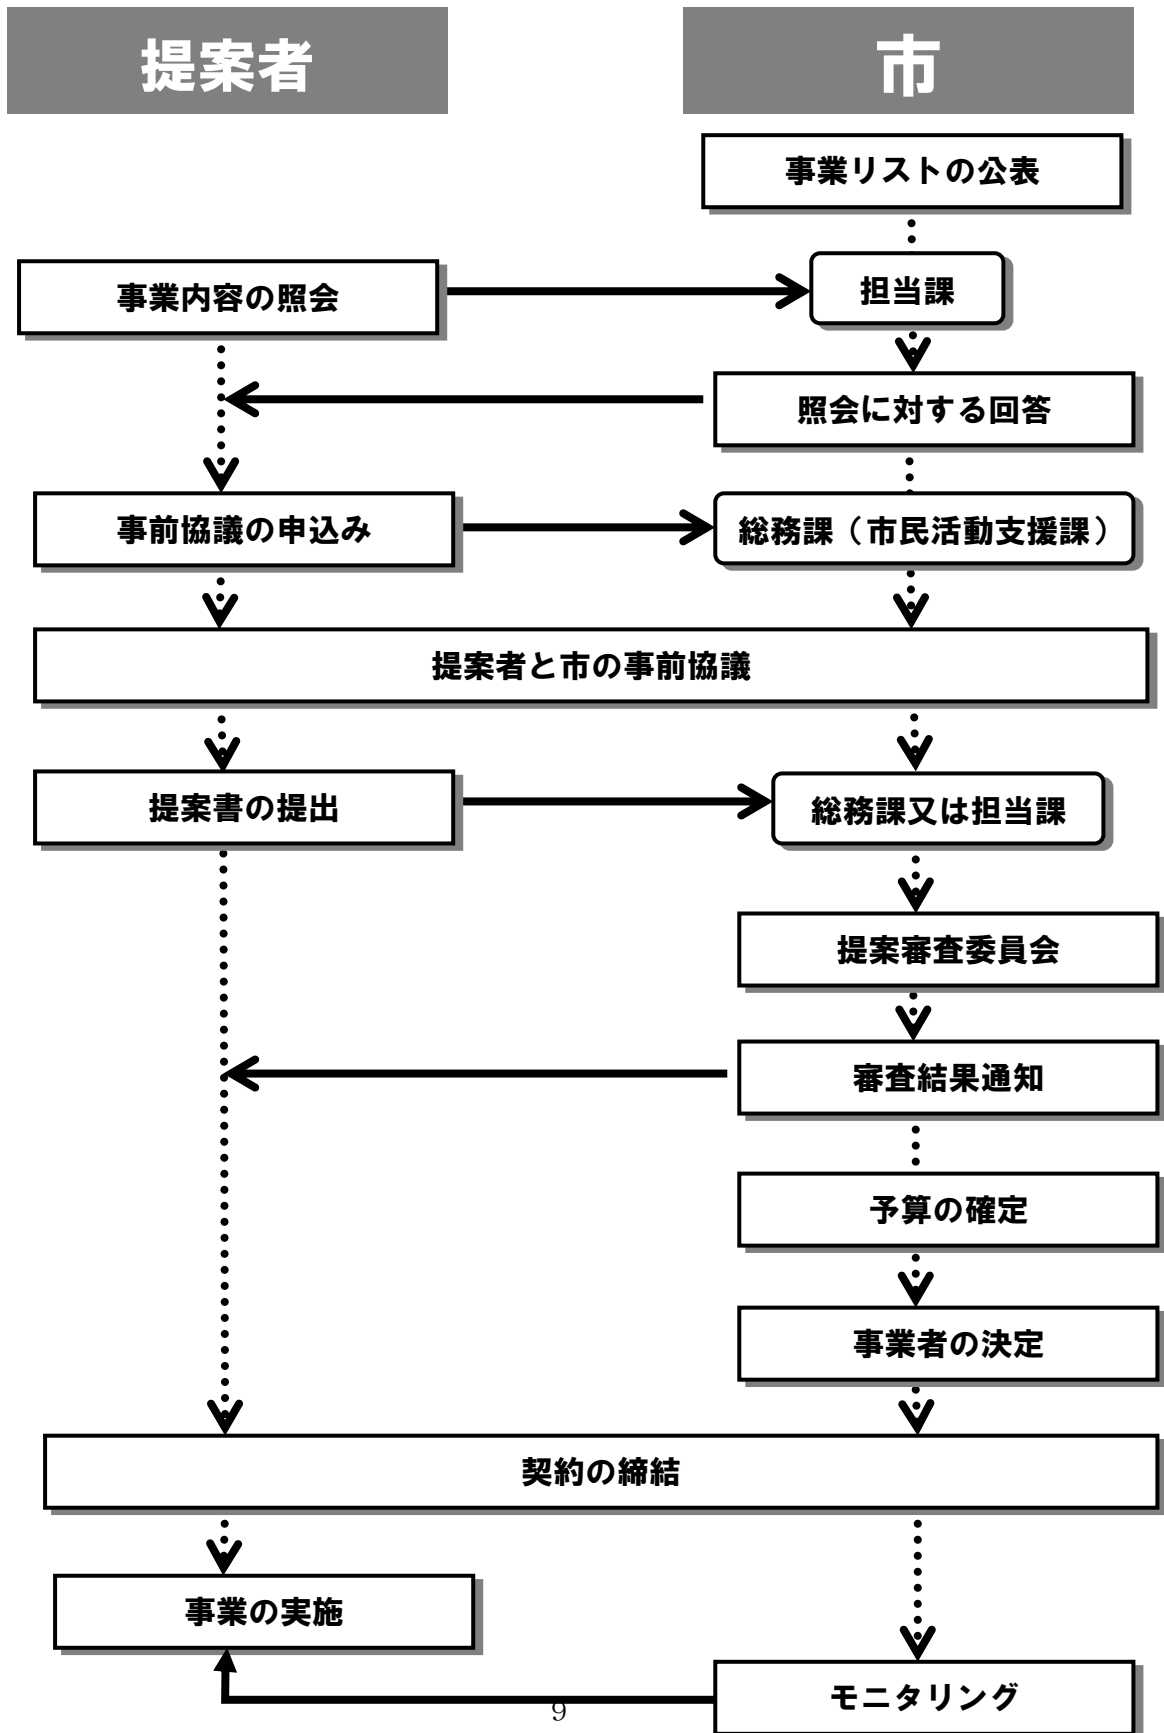 提案者
市
事業リストの公表
事業内容の照会
担当課
照会に対する回答
事前協議の申込み
総務課（市民活動支援課）
提案者と市の事前協議
提案書の提出
総務課又は担当課
提案審査委員会
審査結果通知
予算の確定
事業者の決定
契約の締結
事業の実施
モニタリング
9